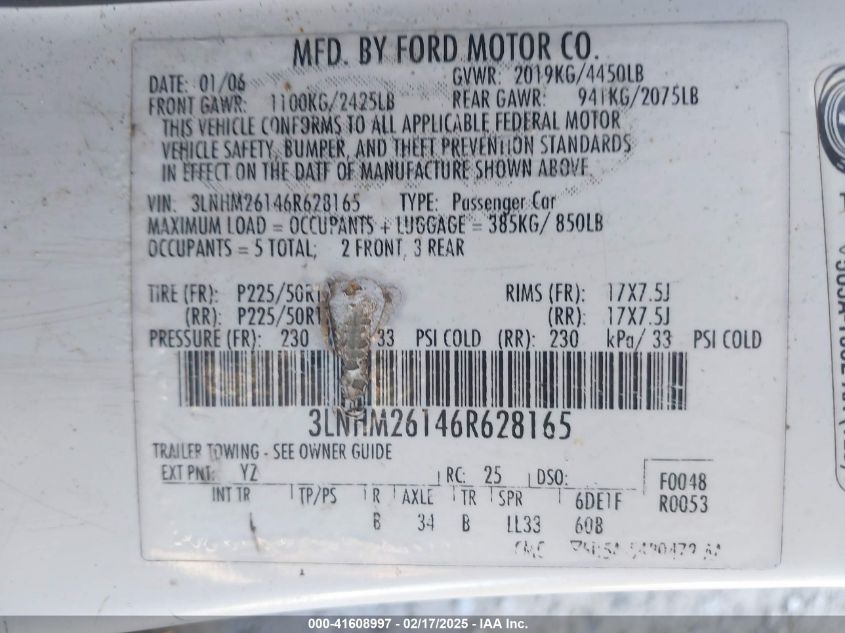 MFD. BY FORD MOTOR CO.
DATE: 01/06 GVWR: 2019KG/4450LB
FRONT GAWR: 1100KG/2425LB REAR GAWR: 941KG/2075LB
THIS VEHICLE CONFORMS TO ALL APPLICABLE FEDERAL MOTOR
VEHICLE SAFETY, BUMPER, AND THEFT PREVENTION STANDARDS
IN EFFECT ON THE DATE OF MANUFACTURE SHOWN ABOVE
VIN: 3LNHM26146R628165 TYPE: Passenger Car
MAXIMUM LOAD = OCCUPANTS + LUGGAGE = 385KG/ 850LB
OCCUPANTS = 5 TOTAL; 2 FRONT, 3 REAR
TIRE (FR): P225/50R1 RIMS (FR): 17X7.5J
(RR): P225/50R1 (RR): 17X7.5J
PRESSURE (FR): 230 33 PSI COLD (RR): 230 kPa/ 33 PSI COLD
3LNHM26146R628165
TRAILER TOWING - SEE OWNER GUIDE
EXT PNT: YZ RC: 25 DSO: F0048
INT TR TP/PS R AXLE TR SPR 6DE1F R0053
B 34 B LL33 60B
000-41608997 - 02/17/2025 - IAA Inc.